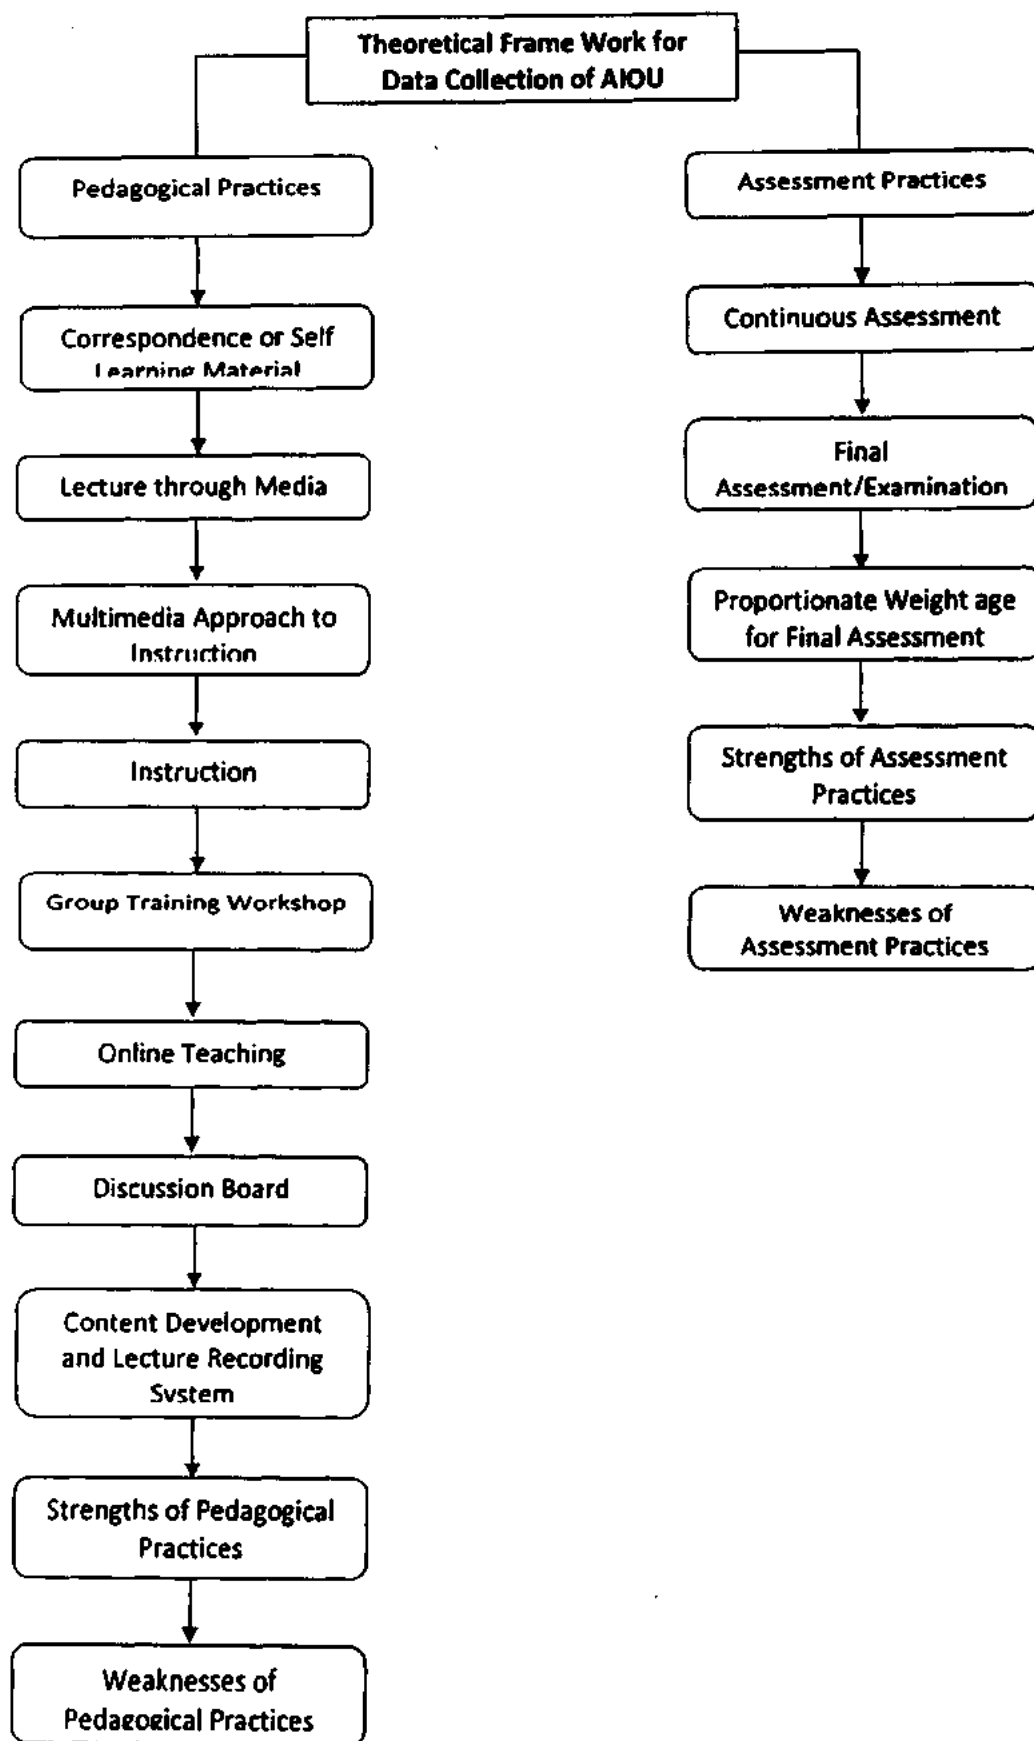 Theoretical Frame Work for
Data Collection of AIOU
Pedagogical Practices
Correspondence or Self
Learning Material
Lecture through Media
Multimedia Approach to
Instruction
Instruction
Group Training Workshop
Online Teaching
Discussion Board
Content Development
and Lecture Recording
System
Strengths of Pedagogical
Practices
Weaknesses of
Pedagogical Practices
Assessment Practices
Continuous Assessment
Final
Assessment/Examination
Proportionate Weight age
for Final Assessment
Strengths of Assessment
Practices
Weaknesses of
Assessment Practices